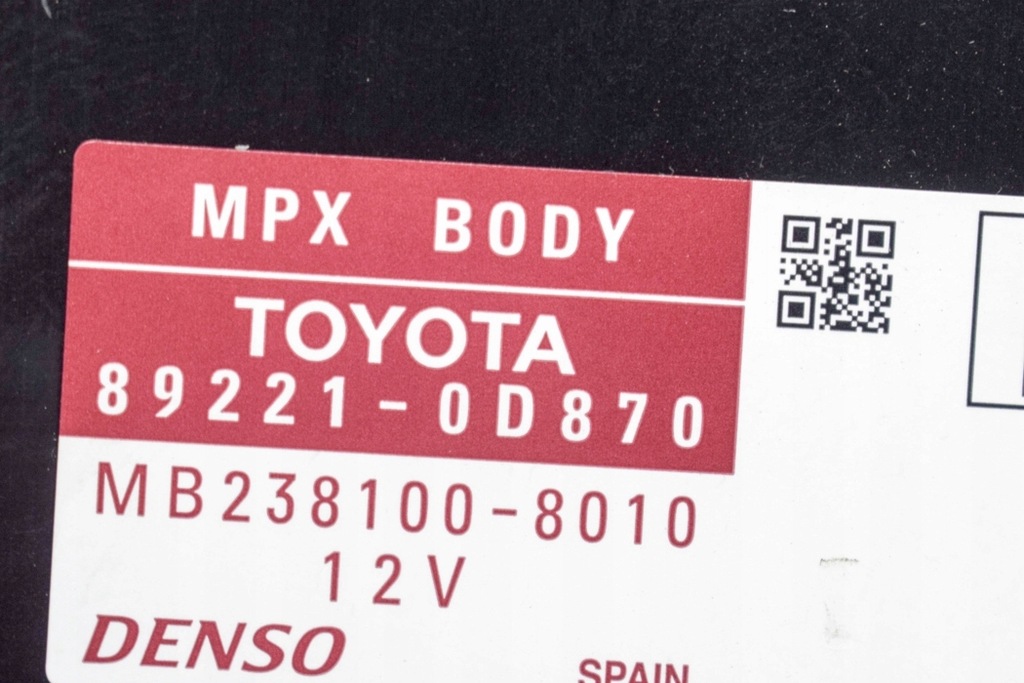 MPX BODY
TOYOTA
89221-0D870
MB238100-8010
12V
DENSO
SPAIN